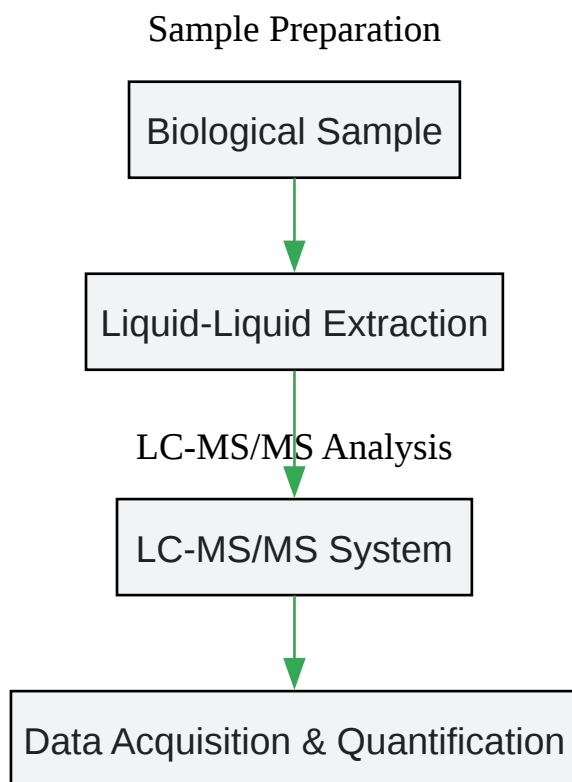 Sample Preparation
Biological Sample
Liquid-Liquid Extraction
LC-MS/MS Analysis
LC-MS/MS System
Data Acquisition & Quantification